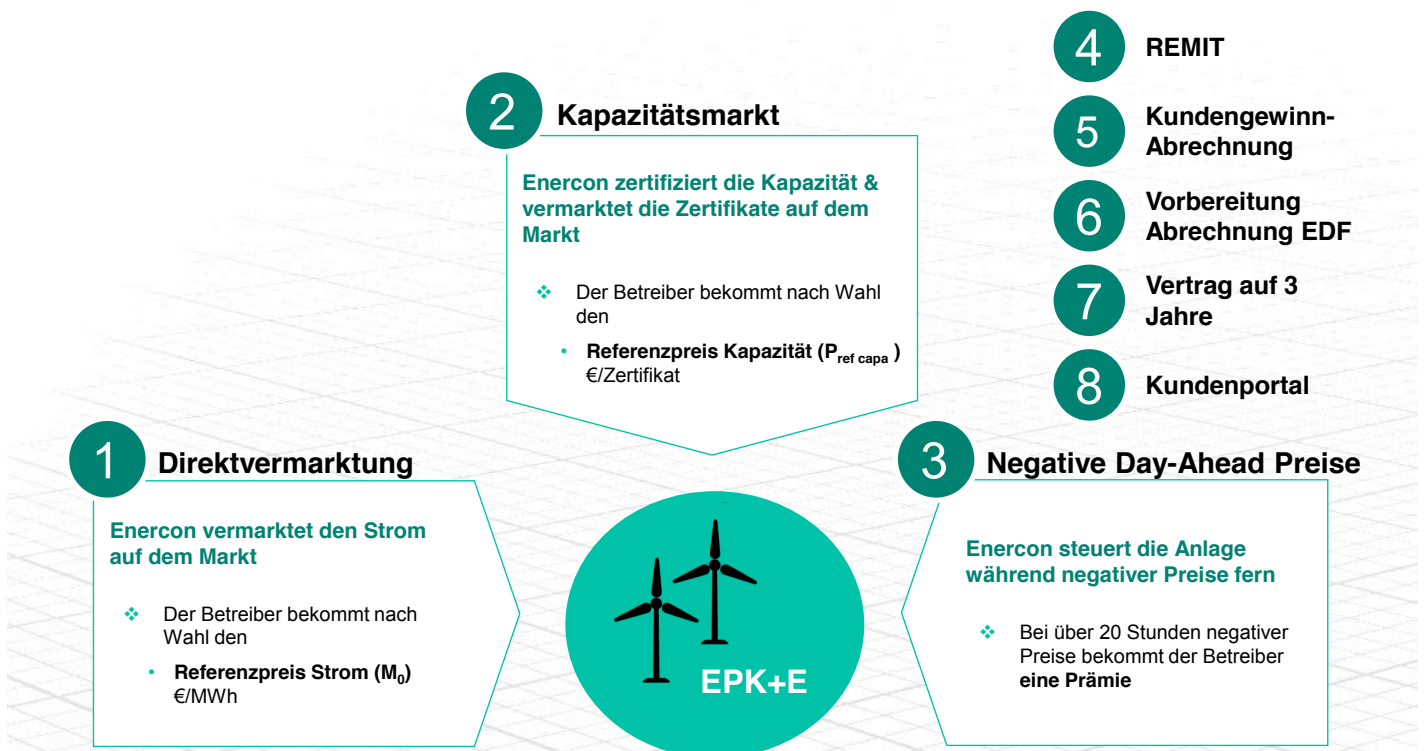 1
Direktvermarktung
Enercon vermarktet den Strom
auf dem Markt
❖ Der Betreiber bekommt nach
Wahl den
• Referenzpreis Strom (M0)
€/MWh
2
Kapazitätsmarkt
Enercon zertifiziert die Kapazität &
vermarktet die Zertifikate auf dem
Markt
❖ Der Betreiber bekommt nach Wahl
den
• Referenzpreis Kapazität (Pref capa )
€/Zertifikat
3
Negative Day-Ahead Preise
Enercon steuert die Anlage
während negativer Preise fern
❖ Bei über 20 Stunden negativer
Preise bekommt der Betreiber
eine Prämie
EPK+E
4
REMIT
5
Kundengewinn-
Abrechnung
6
Vorbereitung
Abrechnung EDF
7
Vertrag auf 3
Jahre
8
Kundenportal